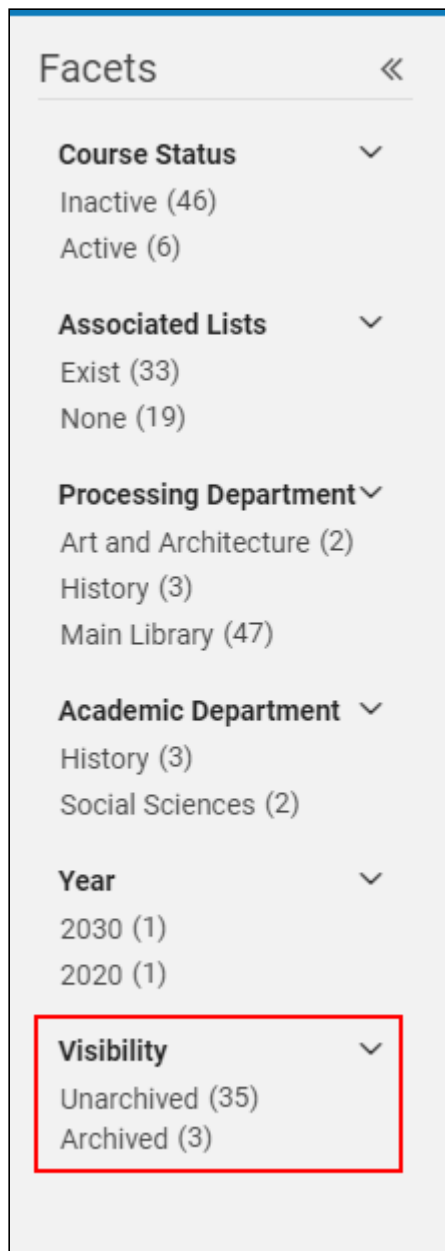 Facets
Course Status
Inactive (46)
Active (6)
Associated Lists
Exist (33)
None (19)
Processing Department
Art and Architecture (2)
History (3)
Main Library (47)
Academic Department
History (3)
Social Sciences (2)
Year
2030 (1)
2020 (1)
Visibility
Unarchived (35)
Archived (3)